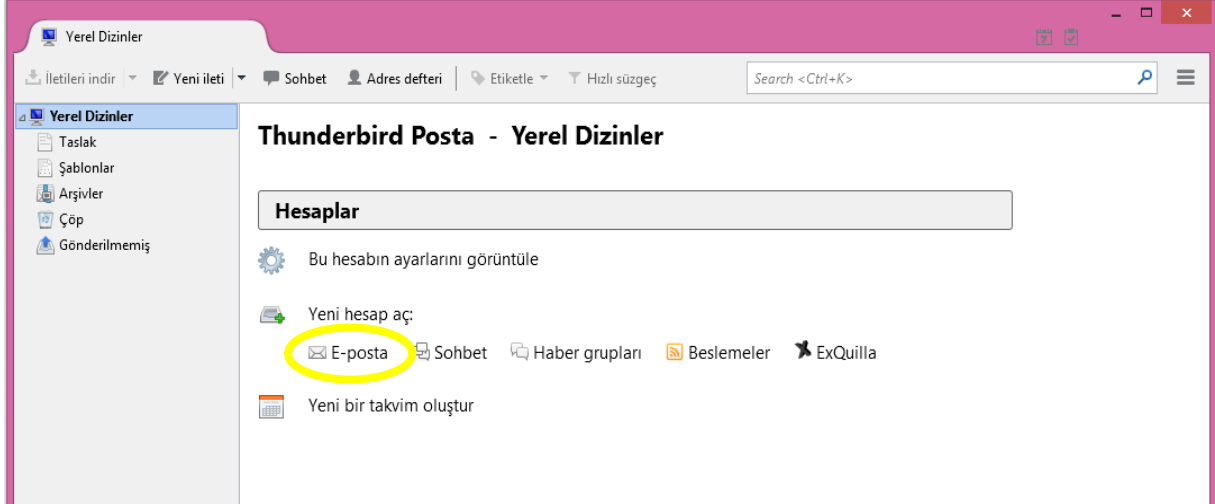 Yerel Dizinler
İletileri indir Yeni ileti Sohbet Adres defteri Etiketle Hızlı süzgeç Search <Ctrl+K>
Yerel Dizinler
Taslak
Şablonlar
Arşivler
Çöp
Gönderilmemiş
Thunderbird Posta - Yerel Dizinler
Hesaplar
Bu hesabın ayarlarını görüntüle
Yeni hesap aç:
E-posta Sohbet Haber grupları Beslemeler ExQuilla
Yeni bir takvim oluştur